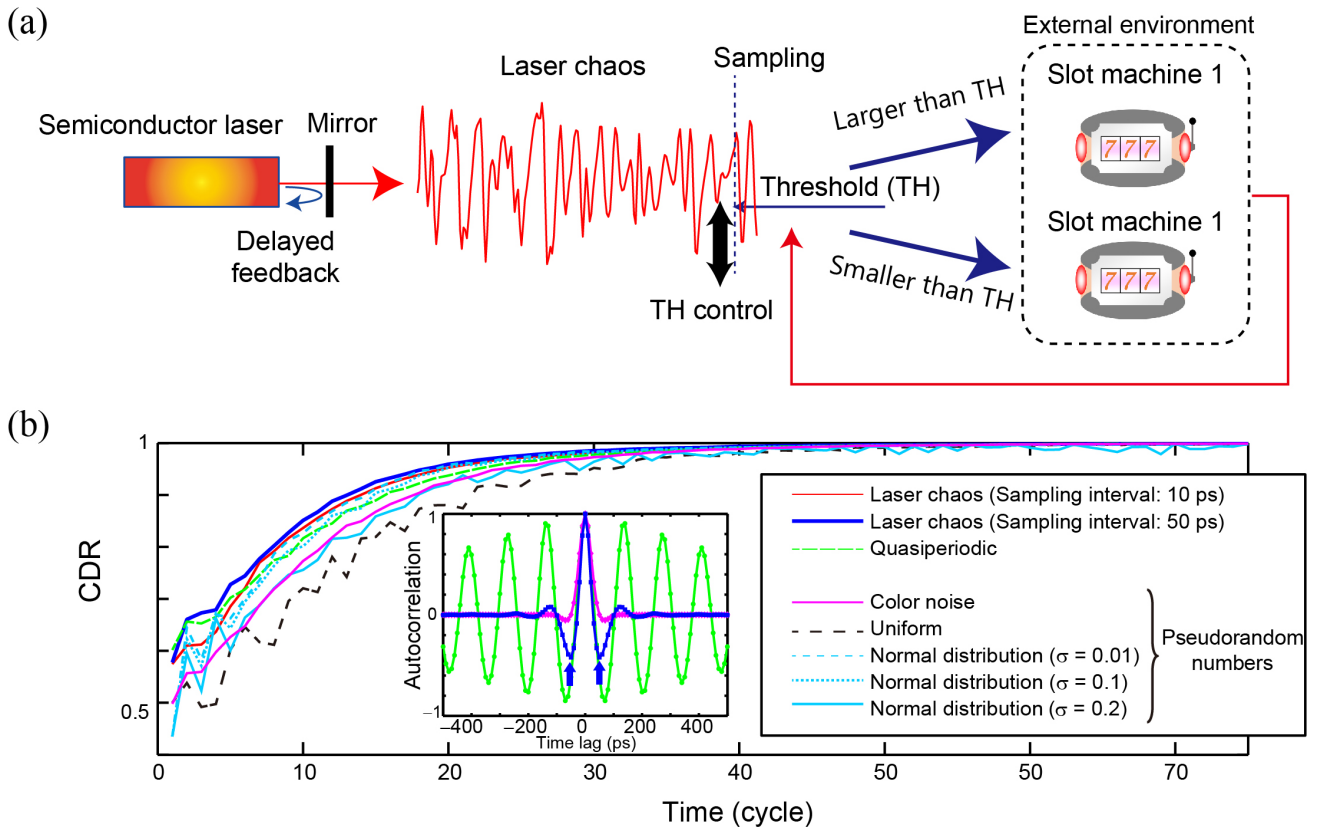 (a)
External environment
Laser chaos
Sampling
Slot machine 1
Semiconductor laser
Mirror
Larger than TH
777
Threshold (TH)
Slot machine 1
Delayed
feedback
Smaller than TH
777
TH control
(b)
1
0.5
CDR
0
10
20
30
40
50
50
70
Time (cycle)
1
0
−1
Autocorrelation
−400
−200
0
200
400
Time lag (ps)
Laser chaos (Sampling interval: 10 ps)
Laser chaos (Sampling interval: 50 ps)
Quasiperiodic
Color noise
Uniform
Normal distribution (σ = 0.01)
Normal distribution (σ = 0.1)
Normal distribution (σ = 0.2)
Pseudorandom
numbers